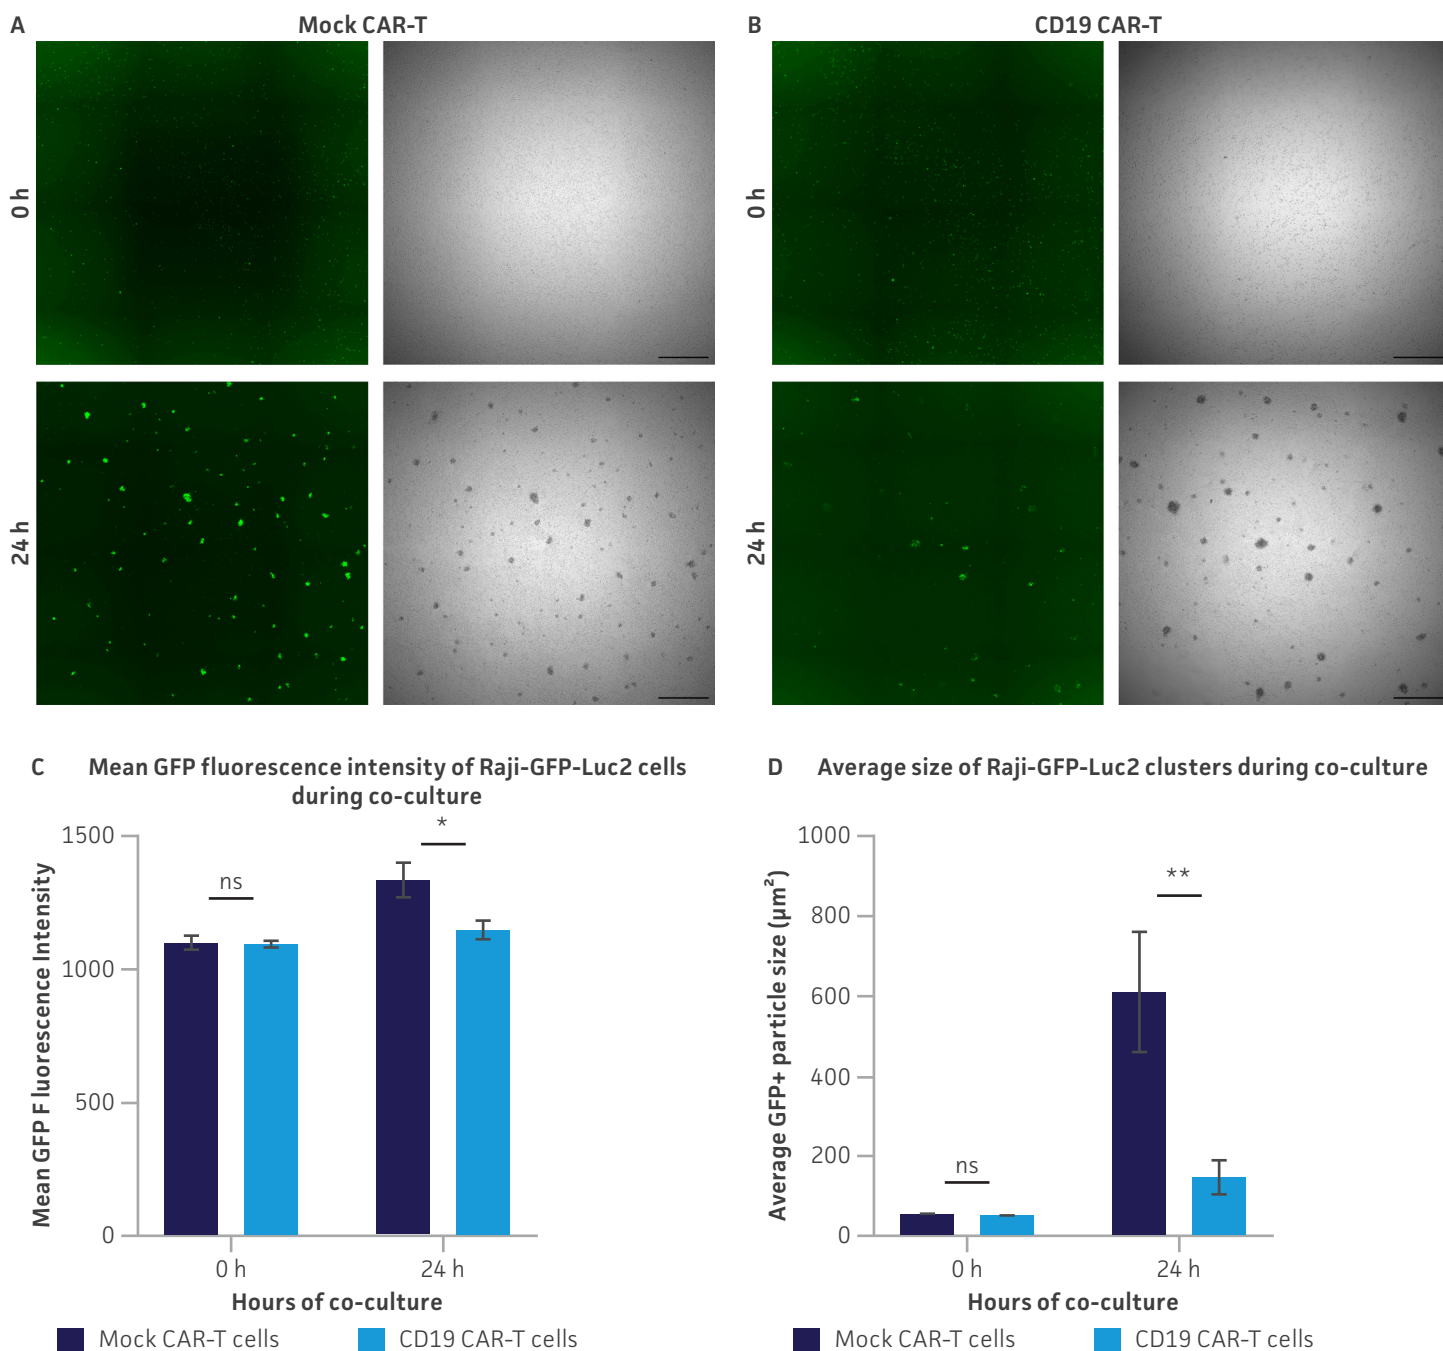 A
Mock CAR-T
B
CD19 CAR-T
0 h
0 h
24 h
24 h
C Mean GFP fluorescence intensity of Raji-GFP-Luc2 cells
during co-culture
Mean GFP F luorescence Intensity
1500
1000
500
0
ns
*
0 h
24 h
Hours of co-culture
Mock CAR-T cells
CD19 CAR-T cells
D Average size of Raji-GFP-Luc2 clusters during co-culture
Average GFP+ particle size (µm²)
1000
800
600
400
200
0
ns
**
0 h
24 h
Hours of co-culture
Mock CAR-T cells
CD19 CAR-T cells